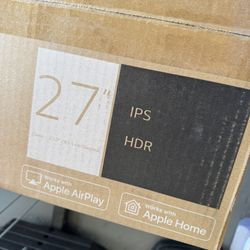 27"
IPS
HDR
Works with
Apple AirPlay
Works with
Apple Home